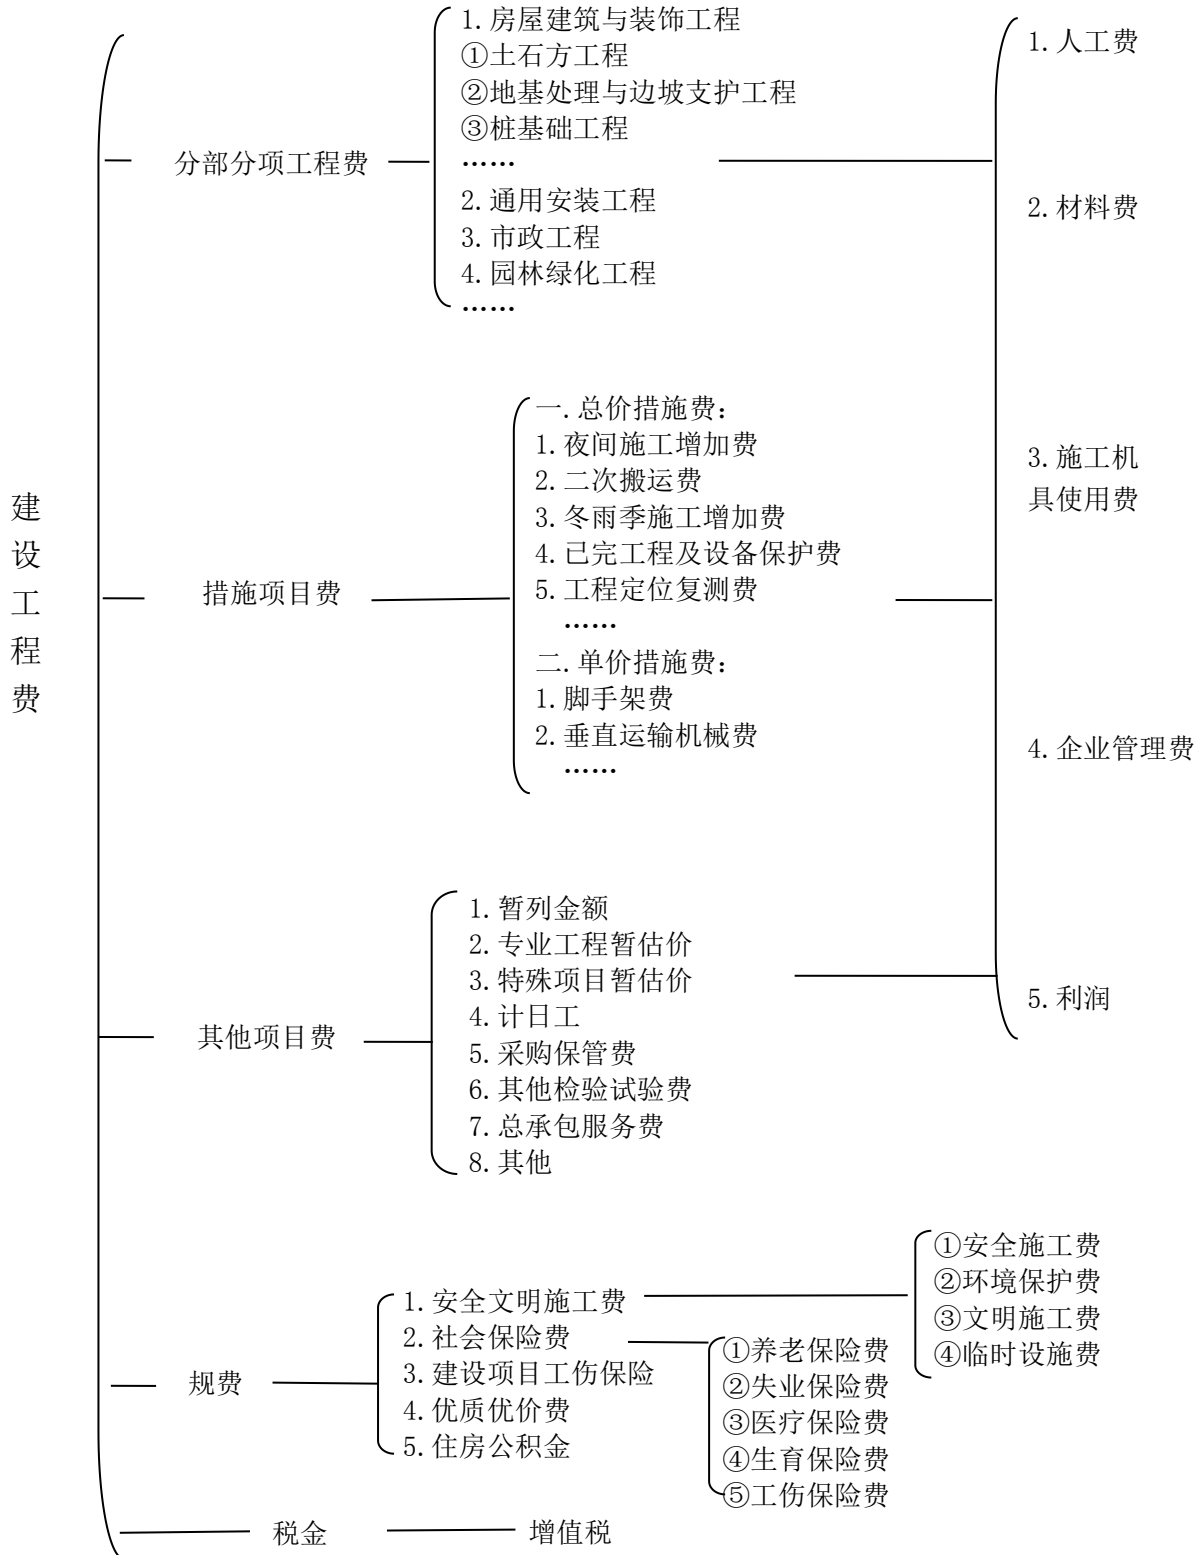 建设工程费
分部分项工程费
1.房屋建筑与装饰工程
①土石方工程
②地基处理与边坡支护工程
③桩基础工程
……
2.通用安装工程
3.市政工程
4.园林绿化工程
……
措施项目费
一.总价措施费：
1.夜间施工增加费
2.二次搬运费
3.冬雨季施工增加费
4.已完工程及设备保护费
5.工程定位复测费
……
二.单价措施费：
1.脚手架费
2.垂直运输机械费
……
其他项目费
1.暂列金额
2.专业工程暂估价
3.特殊项目暂估价
4.计日工
5.采购保管费
6.其他检验试验费
7.总承包服务费
8.其他
1.人工费
2.材料费
3.施工机
具使用费
4.企业管理费
5.利润
规费
1.安全文明施工费
2.社会保险费
3.建设项目工伤保险
4.优质优价费
5.住房公积金
①安全施工费
②环境保护费
③文明施工费
④临时设施费
①养老保险费
②失业保险费
③医疗保险费
④生育保险费
⑤工伤保险费
税金
增值税